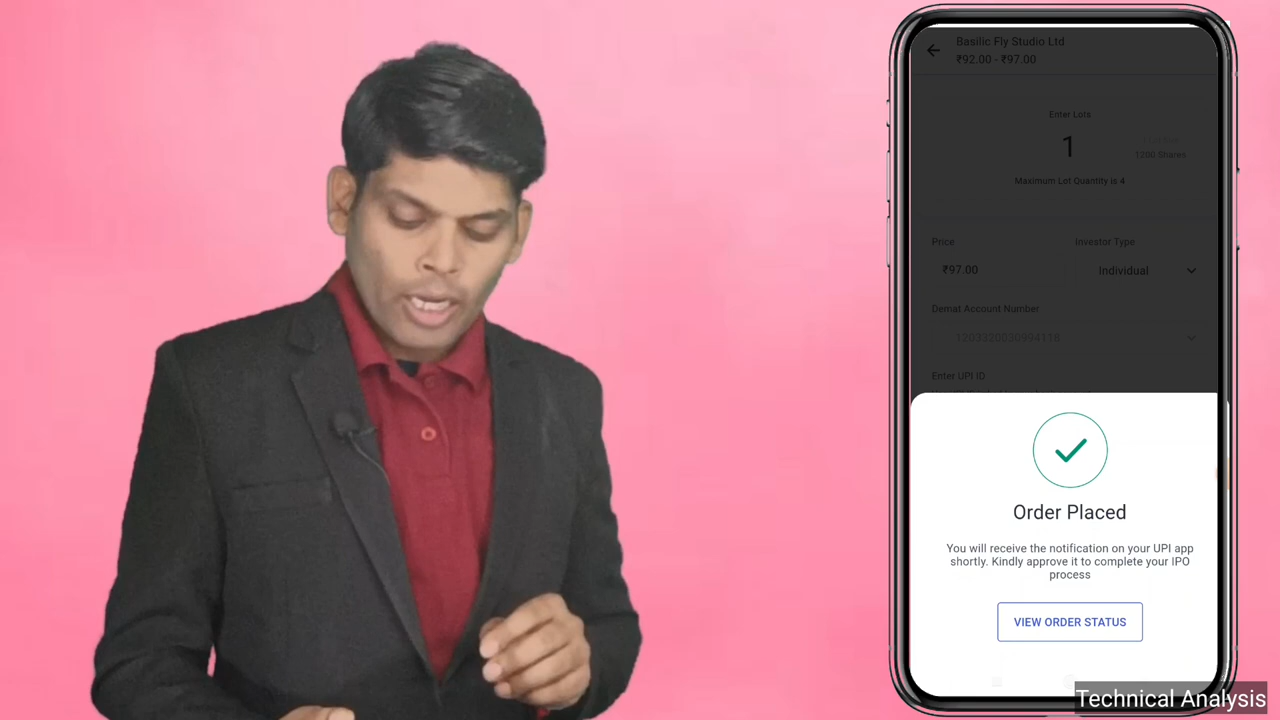 Basilic Fly Studio Ltd
₹92.00 - ₹97.00
Enter Lots
1
1200 Shares
Maximum Lot Quantity is 4
Price
Investor Type
₹97.00
Individual
Demat Account Number
Enter UPI ID
Order Placed
You will receive the notification on your UPI app
shortly. Kindly approve it to complete your IPO
process
VIEW ORDER STATUS
Technical Analysis